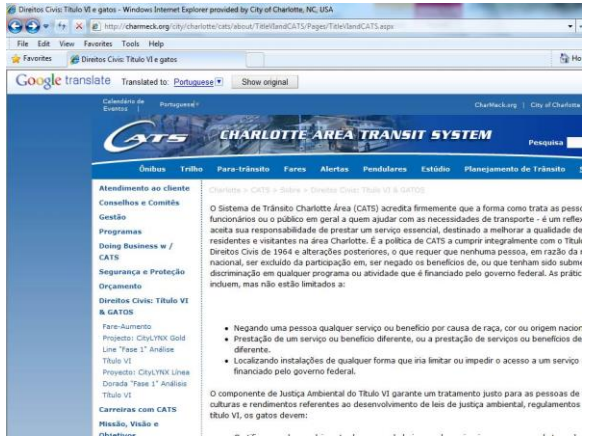 Direitos Civis: Título VI e gatos - Windows Internet Explorer provided by City of Charlotte, NC, USA
http://charmeck.org/city/charlotte/cats/about/TitleVIandCATS/Pages/TitleVIandCATS.aspx
File Edit View Favorites Tools Help
Favorites Direitos Civis: Título VI e gatos Ho
Google translate Translated to: Portuguese Show original
Calendário de Eventos | Portuguese CharMeck.org | City of Charlotte
CATS CHARLOTTE AREA TRANSIT SYSTEM
Pesquisa
Ônibus Trilho Para-trânsito Fares Alertas Pendulares Estúdio Planejamento de Trânsito
Atendimento ao cliente
Conselhos e Comitês
Gestão
Programas
Doing Business w /
CATS
Segurança e Proteção
Orçamento
Direitos Civis: Título VI
& GATOS
Fare-Aumento
Projecto: CityLYNX Gold
Line "Fase 1" Análise
Título VI
Proyecto: CityLYNX Línea
Dorada "Fase 1" Análisis
Título VI
Carreiras com CATS
Missão, Visão e
Objetivos
Charlotte > CATS > Sobre > Direitos Civis: Título VI & GATOS
O Sistema de Trânsito Charlotte Área (CATS) acredita firmemente que a forma como trata as pesso
funcionários ou o público em geral a quem ajudar com as necessidades de transporte - é um reflex
aceita sua responsabilidade de prestar um serviço essencial, destinado a melhorar a qualidade de
residentes e visitantes na área Charlotte. É a política de CATS a cumprir integralmente com o Título
Direitos Civis de 1964 e alterações posteriores, o que requer que nenhuma pessoa, em razão da r
nacional, ser excluído da participação em, ser negado os benefícios de, ou que tenham sido subme
discriminação em qualquer programa ou atividade que é financiado pelo governo federal. As prátic
incluem, mas não estão limitados a:
• Negando uma pessoa qualquer serviço ou benefício por causa de raça, cor ou origem nacion
• Prestação de um serviço ou benefício diferente, ou a prestação de serviços ou benefícios de
diferente.
• Localizando instalações de qualquer forma que iria limitar ou impedir o acesso a um serviço
financiado pelo governo federal.
O componente de Justiça Ambiental do Título VI garante um tratamento justo para as pessoas de
culturas e rendimentos referentes ao desenvolvimento de leis de justiça ambiental, regulamentos
título VI, os gatos devem: